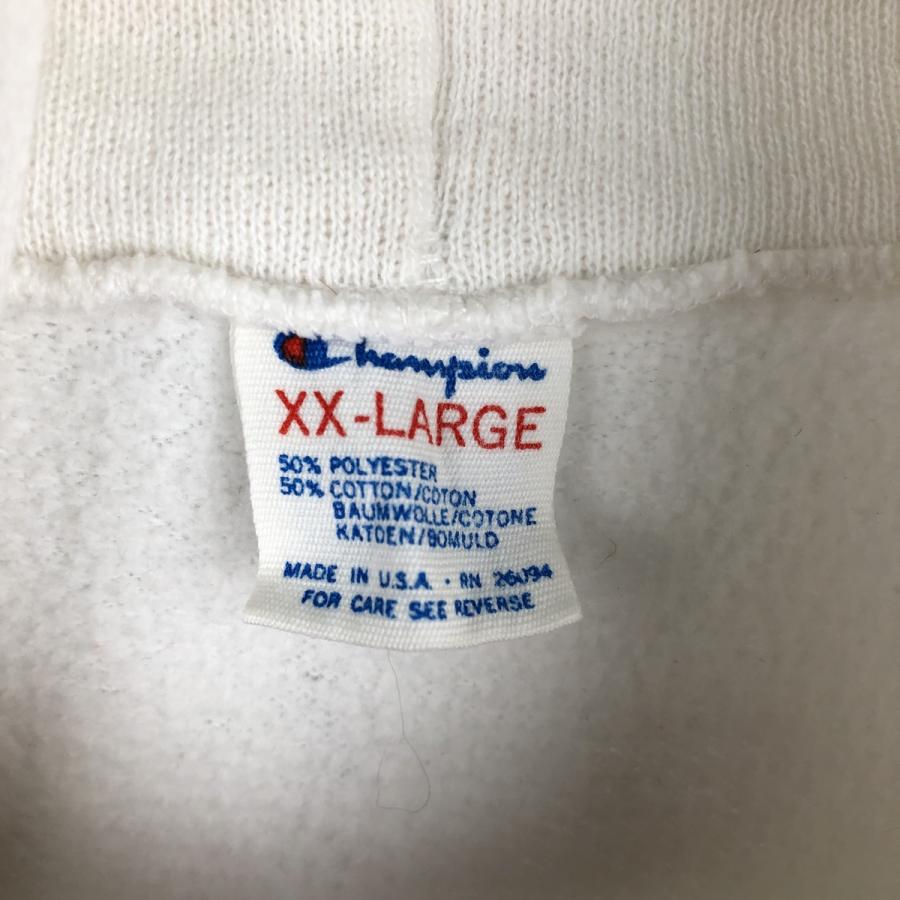 Champion
XX-LARGE
50% POLYESTER
50% COTTON/COTON
BAUMWOLLE/COTONE
KATOEN/BOMULD
MADE IN U.S.A. · RN 26094
FOR CARE SEE REVERSE